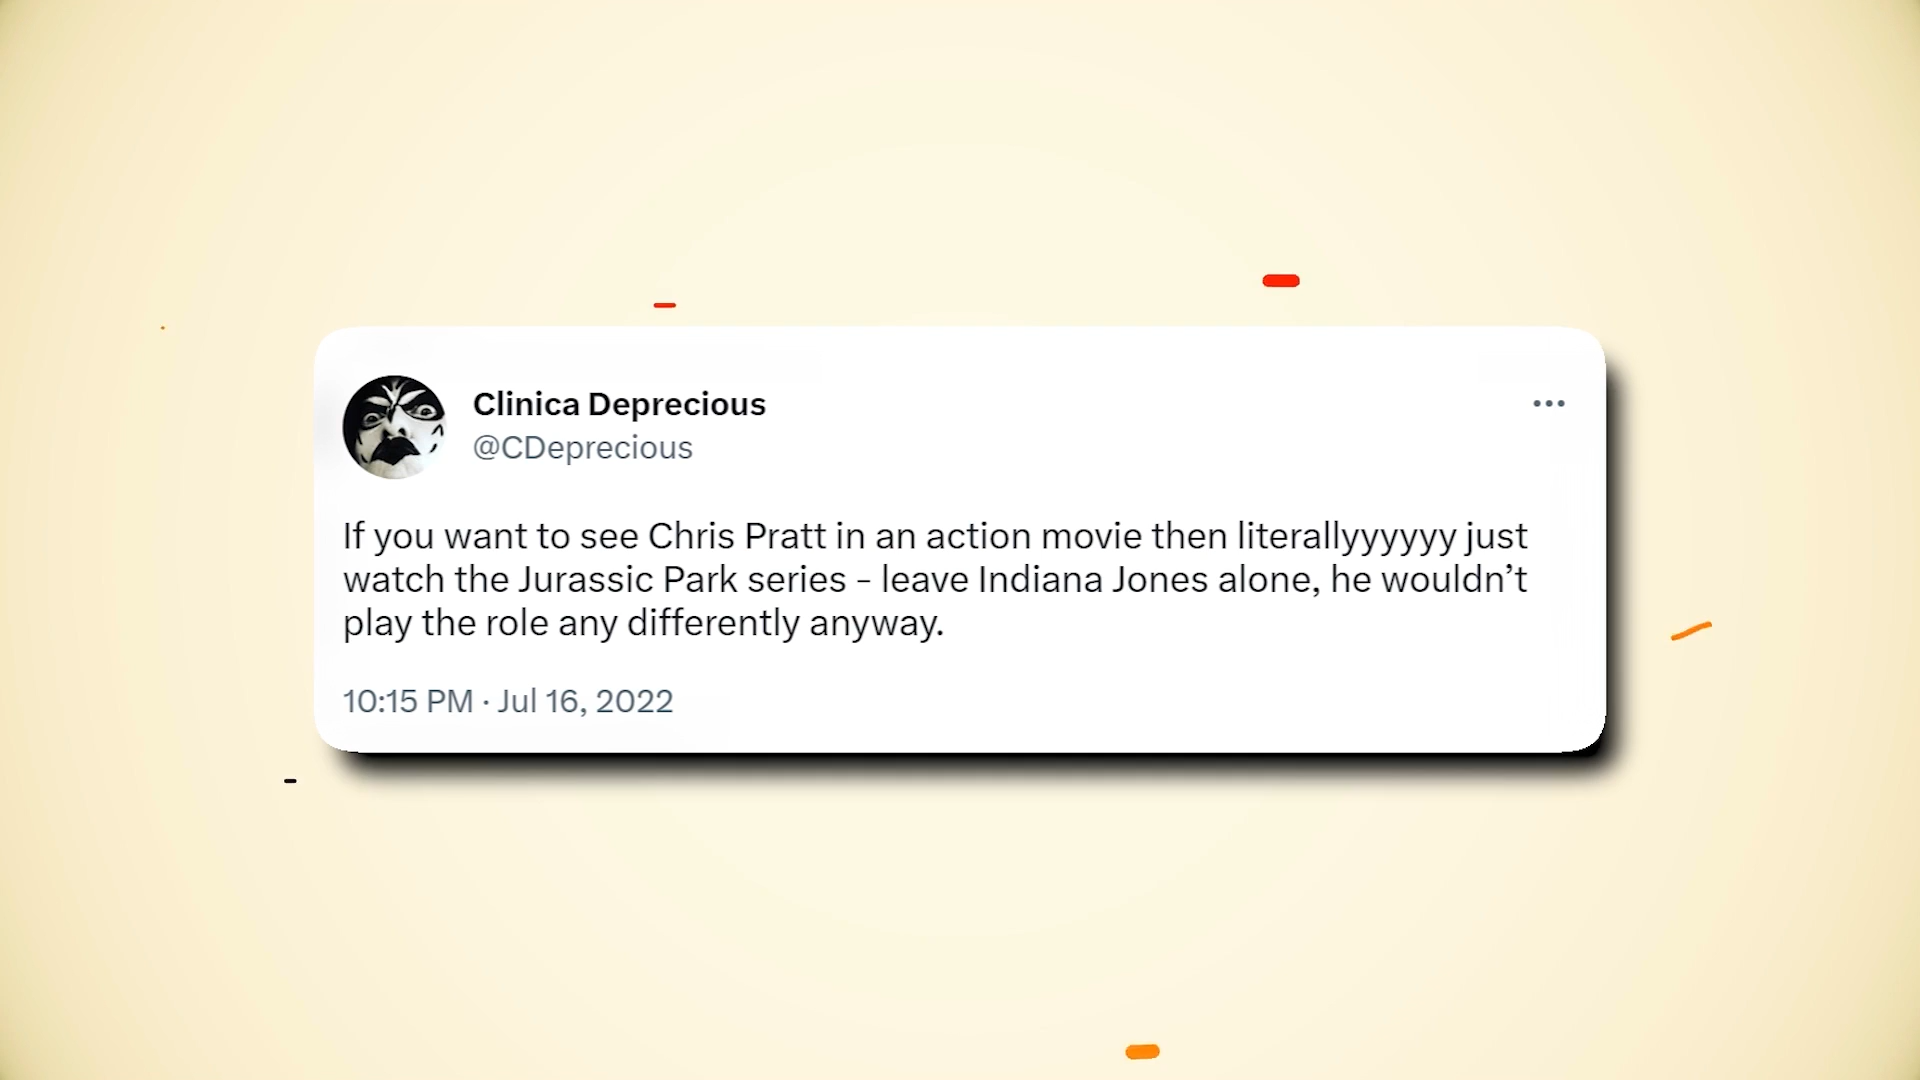 Clinica Deprecious
@CDeprecious
If you want to see Chris Pratt in an action movie then literallyyyyyy just
watch the Jurassic Park series - leave Indiana Jones alone, he wouldn’t
play the role any differently anyway.
10:15 PM · Jul 16, 2022